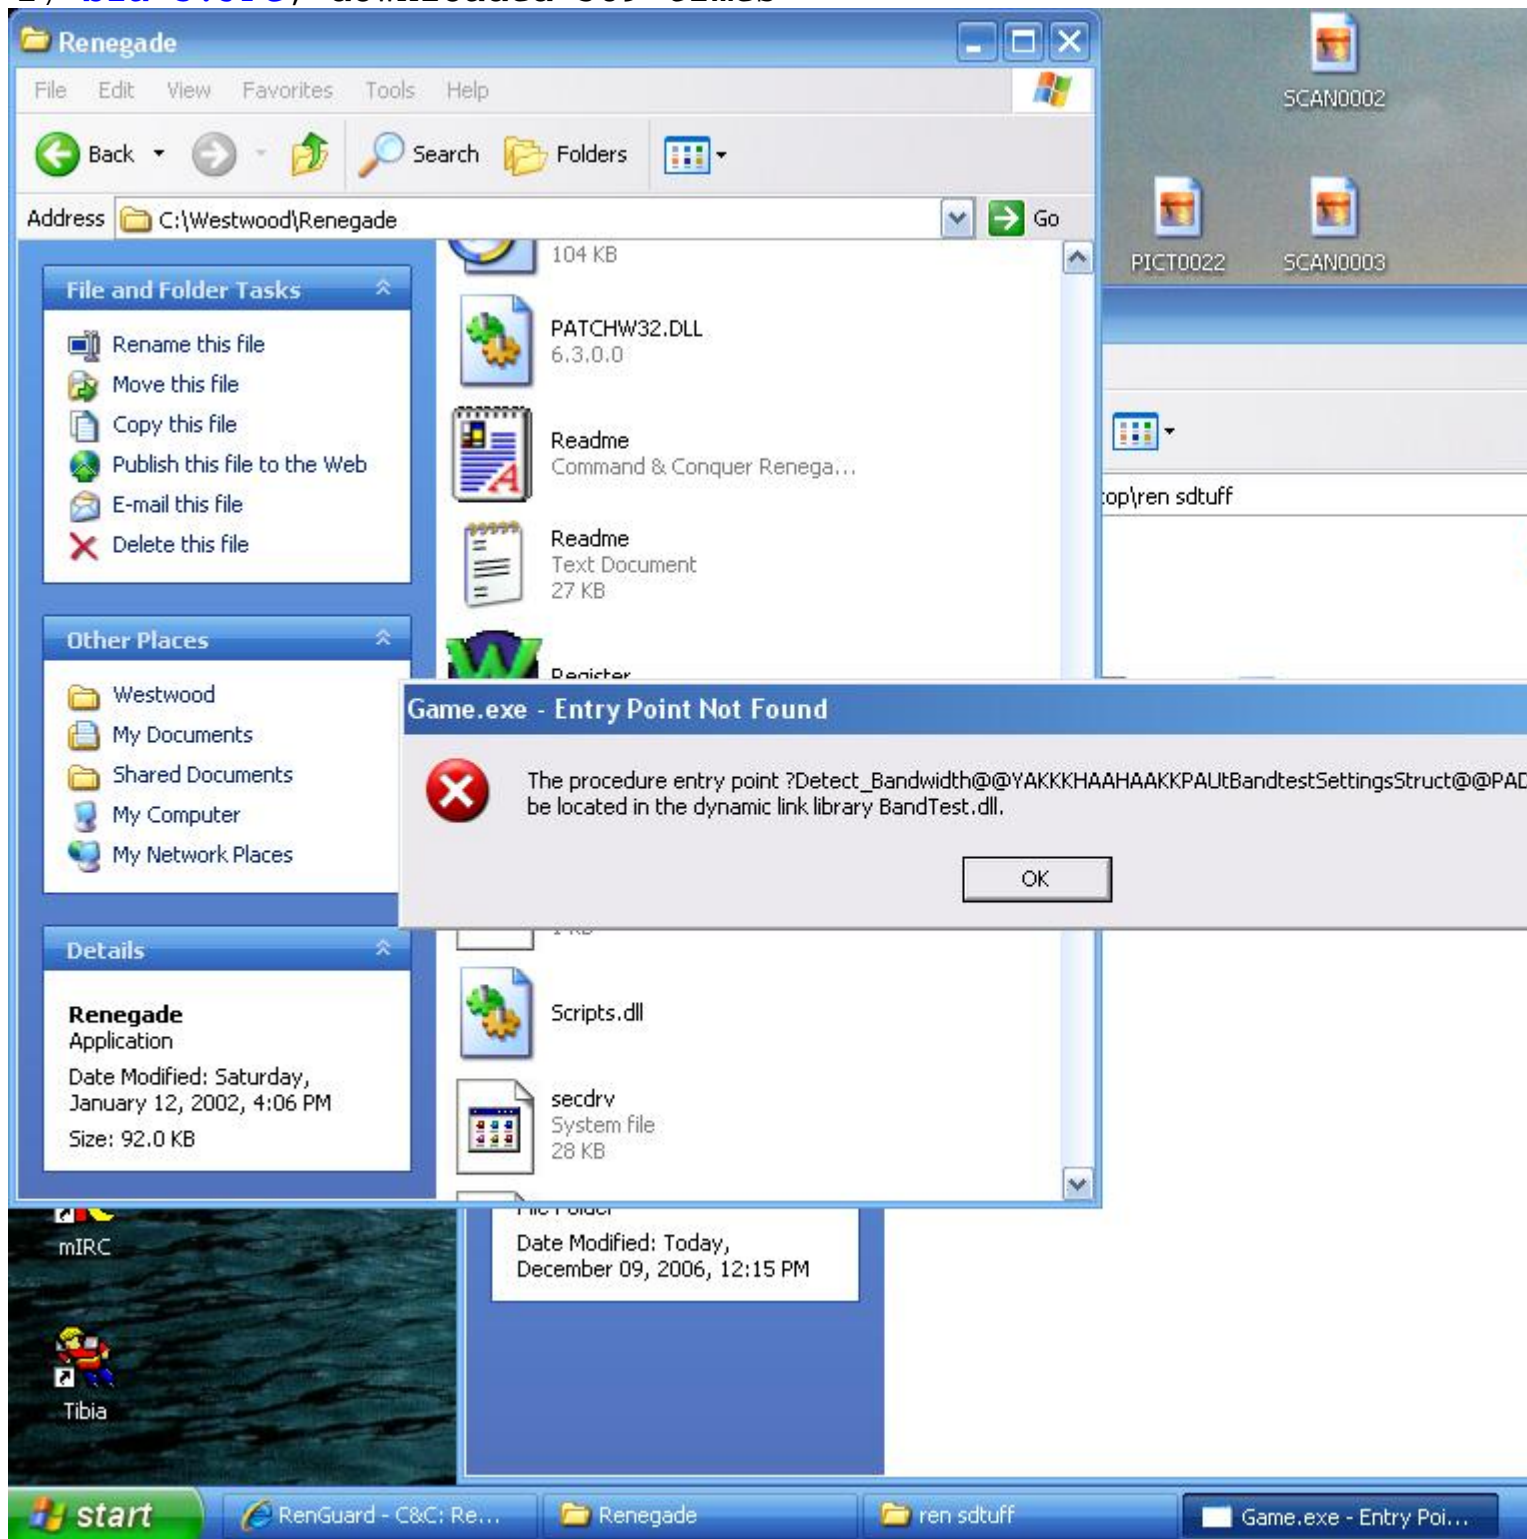 Renegade
File Edit View Favorites Tools Help
Back Search Folders
Address C:\Westwood\Renegade Go
File and Folder Tasks
Rename this file
Move this file
Copy this file
Publish this file to the Web
E-mail this file
Delete this file
Other Places
Westwood
My Documents
Shared Documents
My Computer
My Network Places
Details
Renegade
Application
Date Modified: Saturday,
January 12, 2002, 4:06 PM
Size: 92.0 KB
104 KB
PATCHW32.DLL
6.3.0.0
Readme
Command & Conquer Renega...
Readme
Text Document
27 KB
Register
Scripts.dll
secdrv
System file
28 KB
SCAN0002
PICT0022
SCAN0003
top\ren sdtuff
Game.exe - Entry Point Not Found
The procedure entry point ?Detect_Bandwidth@@YAKKKHAAHAAKKPAUtBandtestSettingsStruct@@PAD
be located in the dynamic link library BandTest.dll.
OK
File Folder
Date Modified: Today,
December 09, 2006, 12:15 PM
mIRC
Tibia
start
RenGuard - C&C: Re...
Renegade
ren sdtuff
Game.exe - Entry Poi...